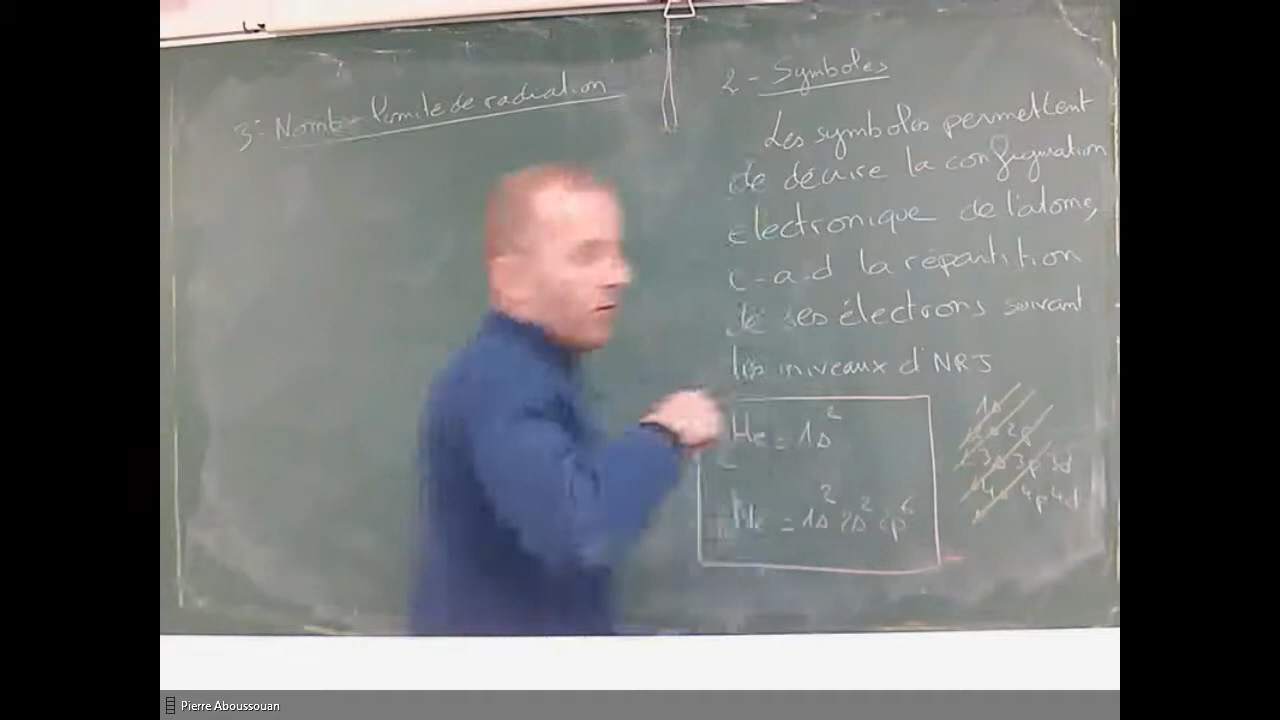 3- Nombre limite de radiation
2 - Symboles
Les symboles permettent
de décrire la configuration
électronique de l'atome,
c-a-d la répartition
de ses électrons suivant
les niveaux d'NRJ
He = 1s²
Ne = 1s² 2s² 2p⁶
1s
2s 2p
3s 3p 3d
4s 4p 4d
Pierre Aboussouan